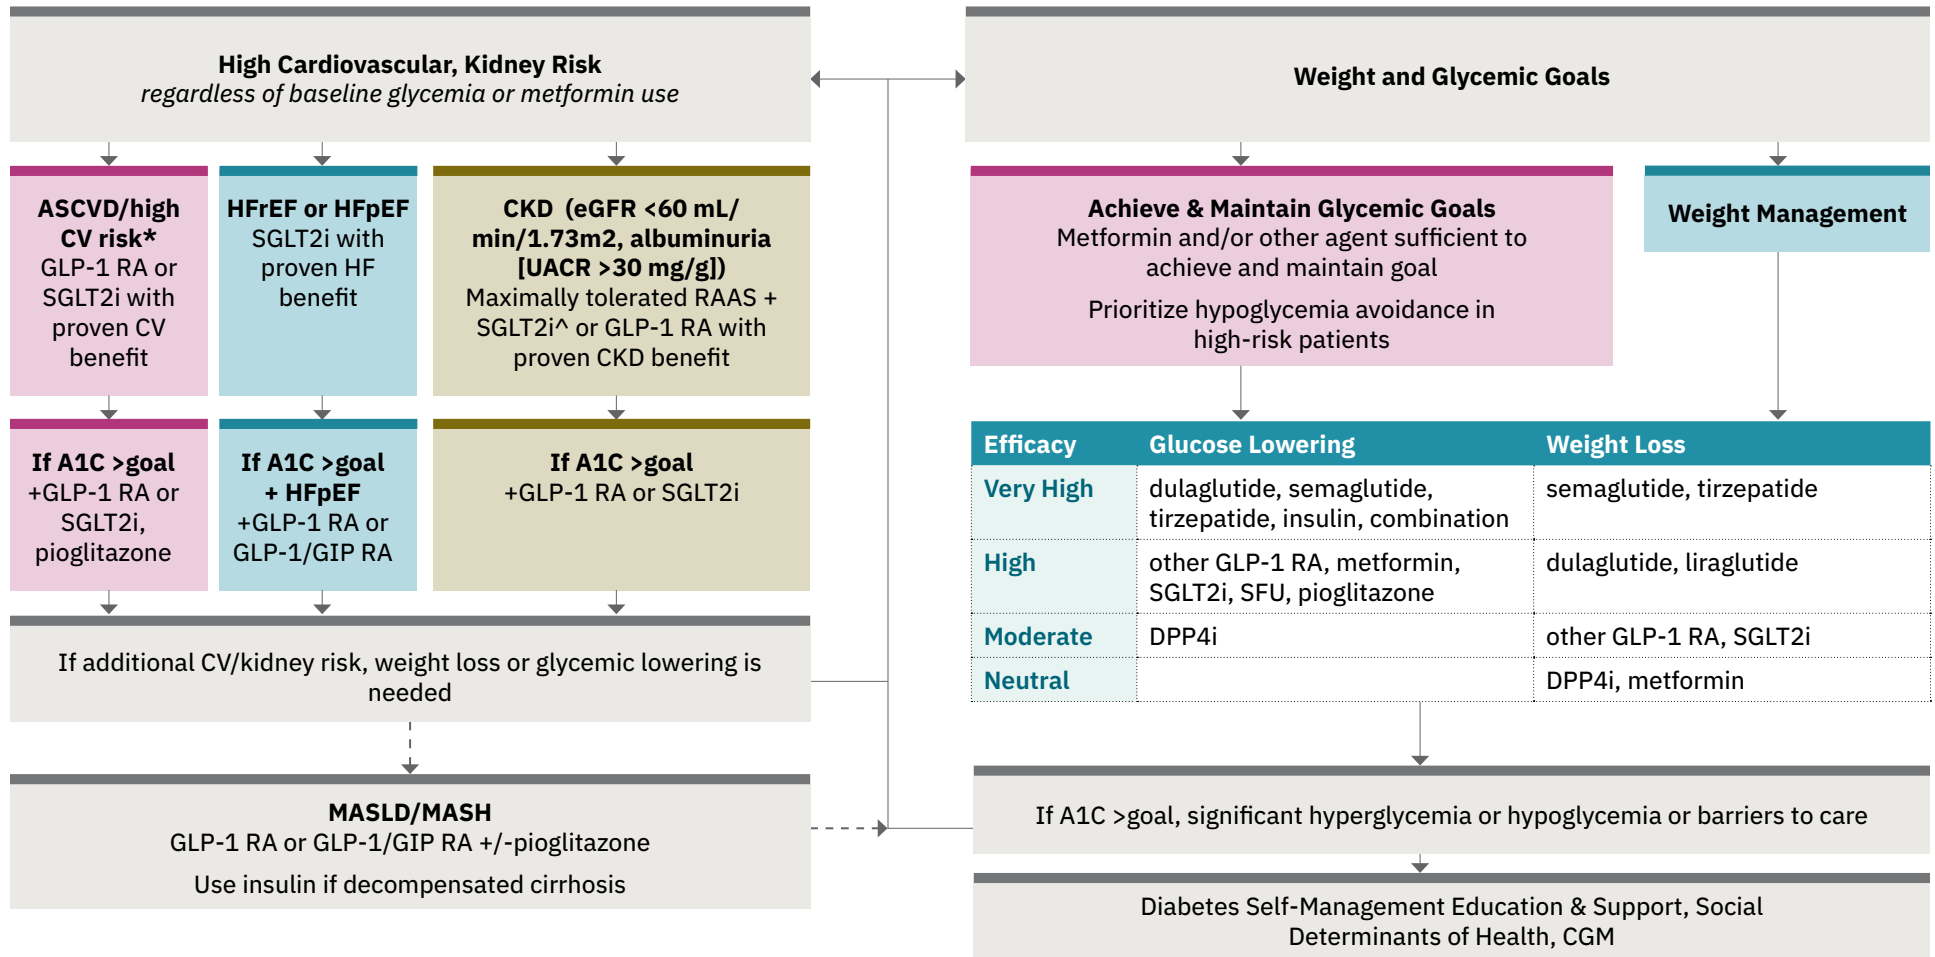 High Cardiovascular, Kidney Risk
regardless of baseline glycemia or metformin use
ASCVD/high
CV risk*
GLP-1 RA or
SGLT2i with
proven CV
benefit
HFrEF or HFpEF
SGLT2i with
proven HF
benefit
CKD (eGFR <60 mL/
min/1.73m2, albuminuria
[UACR >30 mg/g])
Maximally tolerated RAAS +
SGLT2i^ or GLP-1 RA with
proven CKD benefit
If A1C >goal
+GLP-1 RA or
SGLT2i,
pioglitazone
If A1C >goal
+ HFpEF
+GLP-1 RA or
GLP-1/GIP RA
If A1C >goal
+GLP-1 RA or SGLT2i
If additional CV/kidney risk, weight loss or glycemic lowering is
needed
MASLD/MASH
GLP-1 RA or GLP-1/GIP RA +/-pioglitazone
Use insulin if decompensated cirrhosis
Weight and Glycemic Goals
Achieve & Maintain Glycemic Goals
Metformin and/or other agent sufficient to
achieve and maintain goal
Prioritize hypoglycemia avoidance in
high-risk patients
Weight Management
Efficacy Glucose Lowering Weight Loss
Very High dulaglutide, semaglutide, semaglutide, tirzepatide
tirzepatide, insulin, combination
High other GLP-1 RA, metformin, dulaglutide, liraglutide
SGLT2i, SFU, pioglitazone
Moderate DPP4i other GLP-1 RA, SGLT2i
Neutral DPP4i, metformin
If A1C >goal, significant hyperglycemia or hypoglycemia or barriers to care
Diabetes Self-Management Education & Support, Social
Determinants of Health, CGM